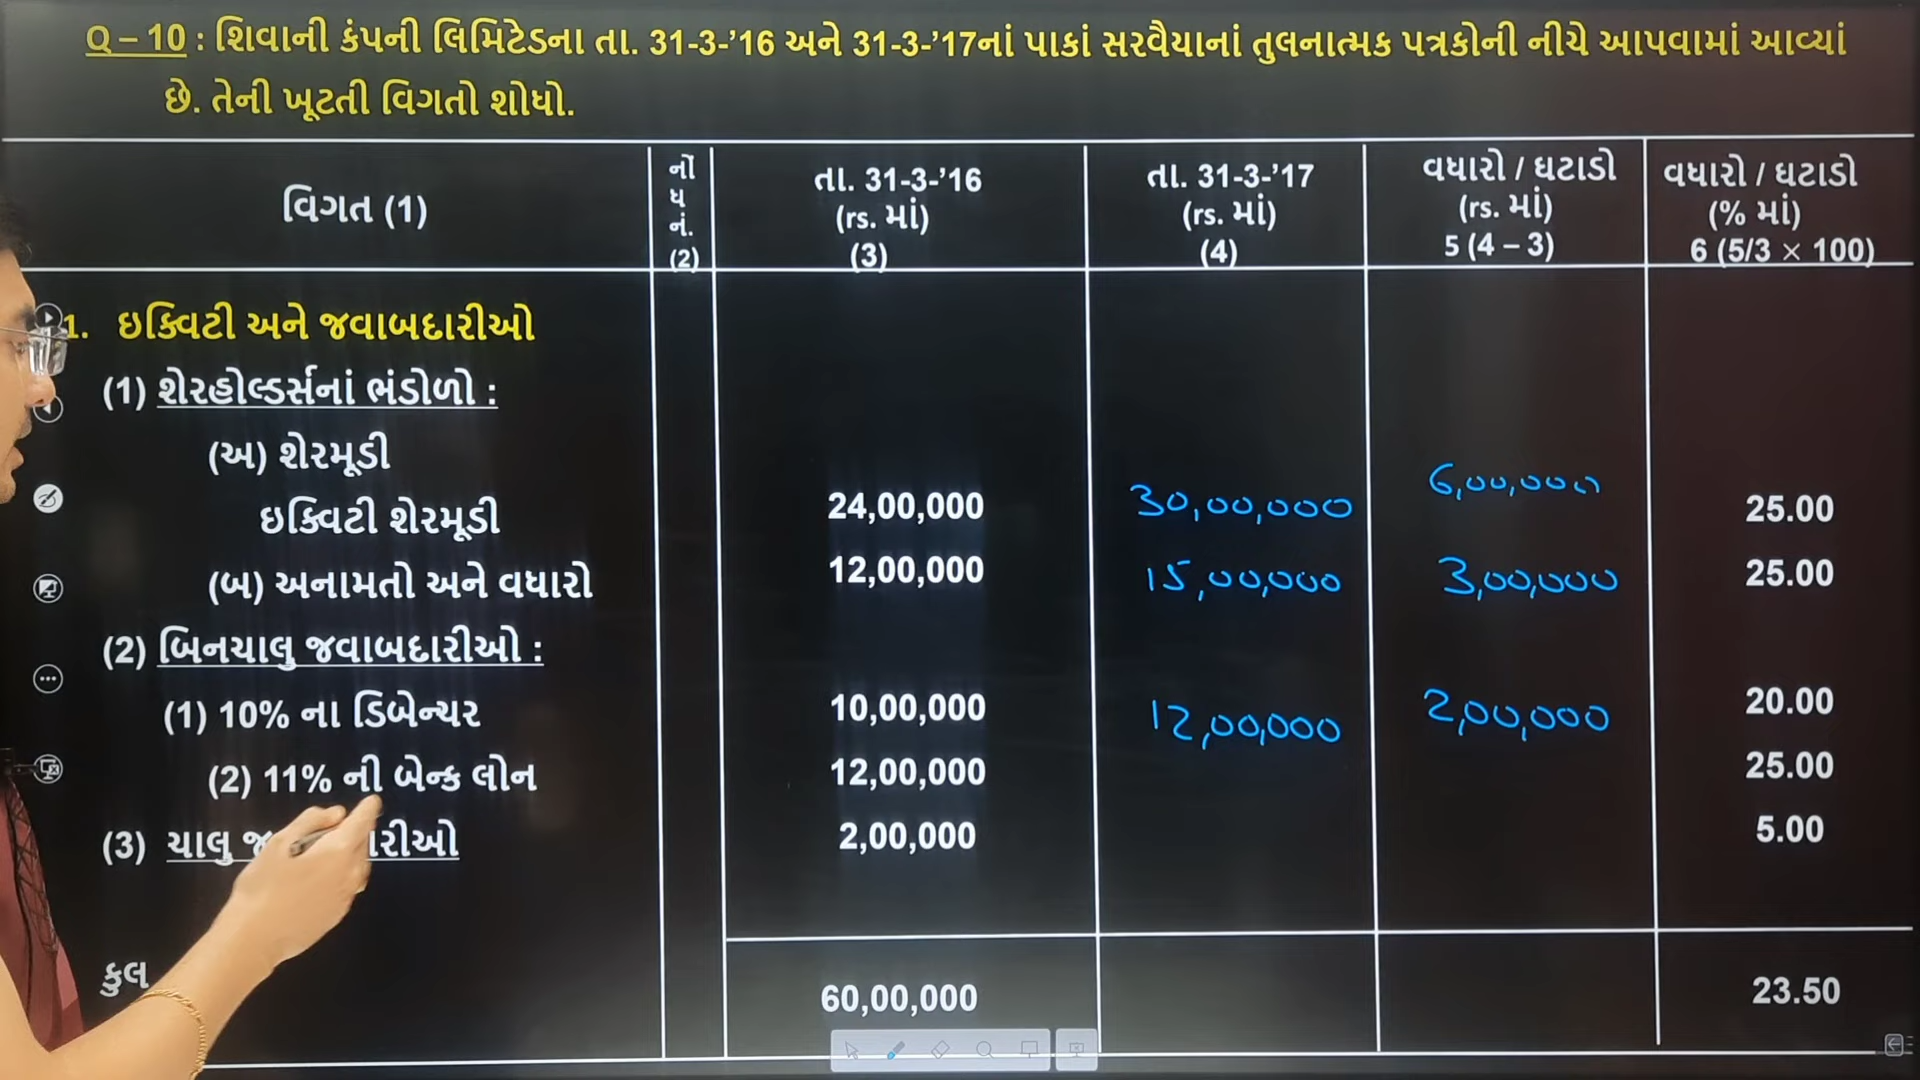 Q – 10 : શિવાની કંપની લિમિટેડના તા. 31-3-'16 અને 31-3-'17નાં પાકાં સરવૈયાનાં તુલનાત્મક પત્રકોની નીચે આપવામાં આવ્યાં
છે. તેની ખૂટતી વિગતો શોધો.
વિગત (1) નોંધ નં. (2) તા. 31-3-'16 (rs. માં) (3) તા. 31-3-'17 (rs. માં) (4) વધારો / ઘટાડો (rs. માં) 5 (4 – 3) વધારો / ઘટાડો (% માં) 6 (5/3 × 100)
1. ઇક્વિટી અને જવાબદારીઓ
(1) શેરહોલ્ડર્સનાં ભંડોળો :
(અ) શેરમૂડી
ઇક્વિટી શેરમૂડી 24,00,000 30,00,000 6,00,000 25.00
(બ) અનામતો અને વધારો 12,00,000 15,00,000 3,00,000 25.00
(2) બિનચાલુ જવાબદારીઓ :
(1) 10% ના ડિબેન્ચર 10,00,000 12,00,000 2,00,000 20.00
(2) 11% ની બેન્ક લોન 12,00,000 25.00
(3) ચાલુ 2,00,000 5.00
કુલ 60,00,000 23.50